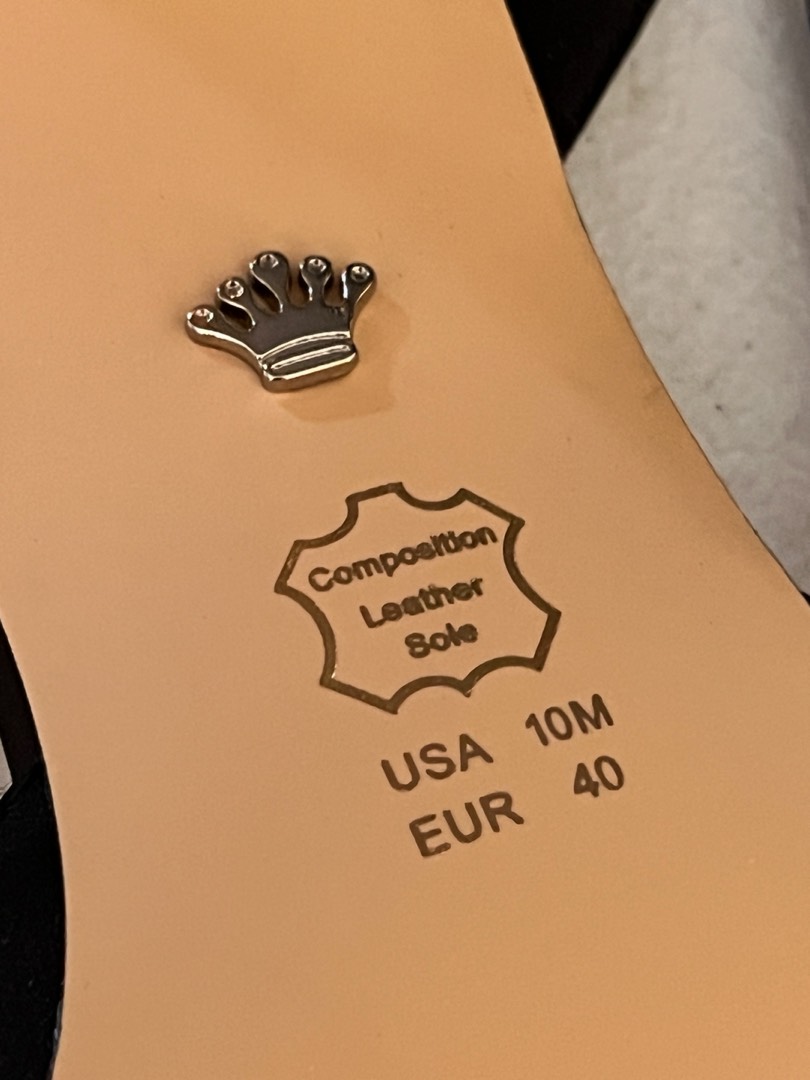 Composition
Leather
Sole
USA 10M
EUR 40